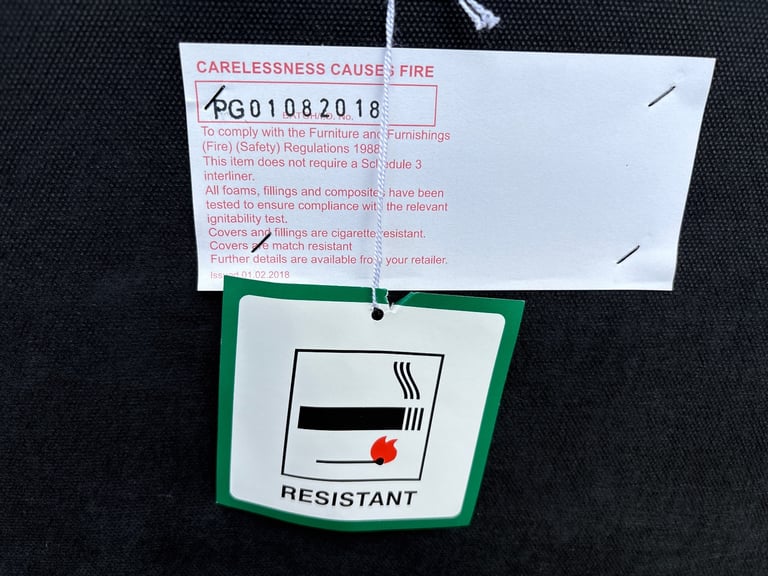 CARELESSNESS CAUSES FIRE
PG01082018
BATCH/I.D. No.
To comply with the Furniture and Furnishings
(Fire) (Safety) Regulations 1988
This item does not require a Schedule 3
interliner.
All foams, fillings and composites have been
tested to ensure compliance with the relevant
ignitability test.
Covers and fillings are cigarette resistant.
Covers are match resistant
Further details are available from your retailer.
Issued 01.02.2018
RESISTANT